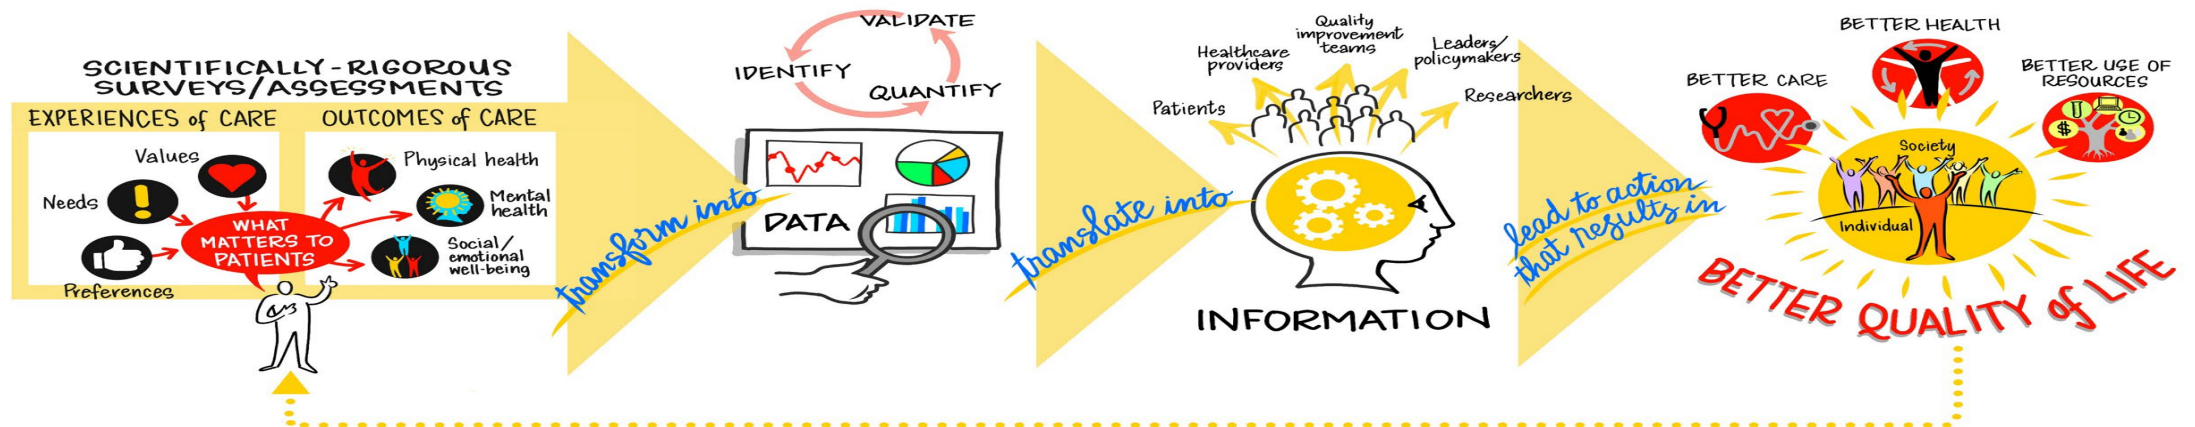 SCIENTIFICALLY-RIGOROUS
SURVEYS/ASSESSMENTS
EXPERIENCES of CARE
OUTCOMES of CARE
Values
Needs
Preferences
WHAT
MATTERS TO
PATIENTS
Physical health
Mental
health
Social/
emotional
well-being
transform into
VALIDATE
IDENTIFY
QUANTIFY
DATA
translate into
Patients
Healthcare
providers
Quality
improvement
teams
Leaders/
policymakers
Researchers
INFORMATION
lead to action
that results in
BETTER CARE
BETTER HEALTH
BETTER USE OF
RESOURCES
$
Society
Individual
BETTER QUALITY of LIFE